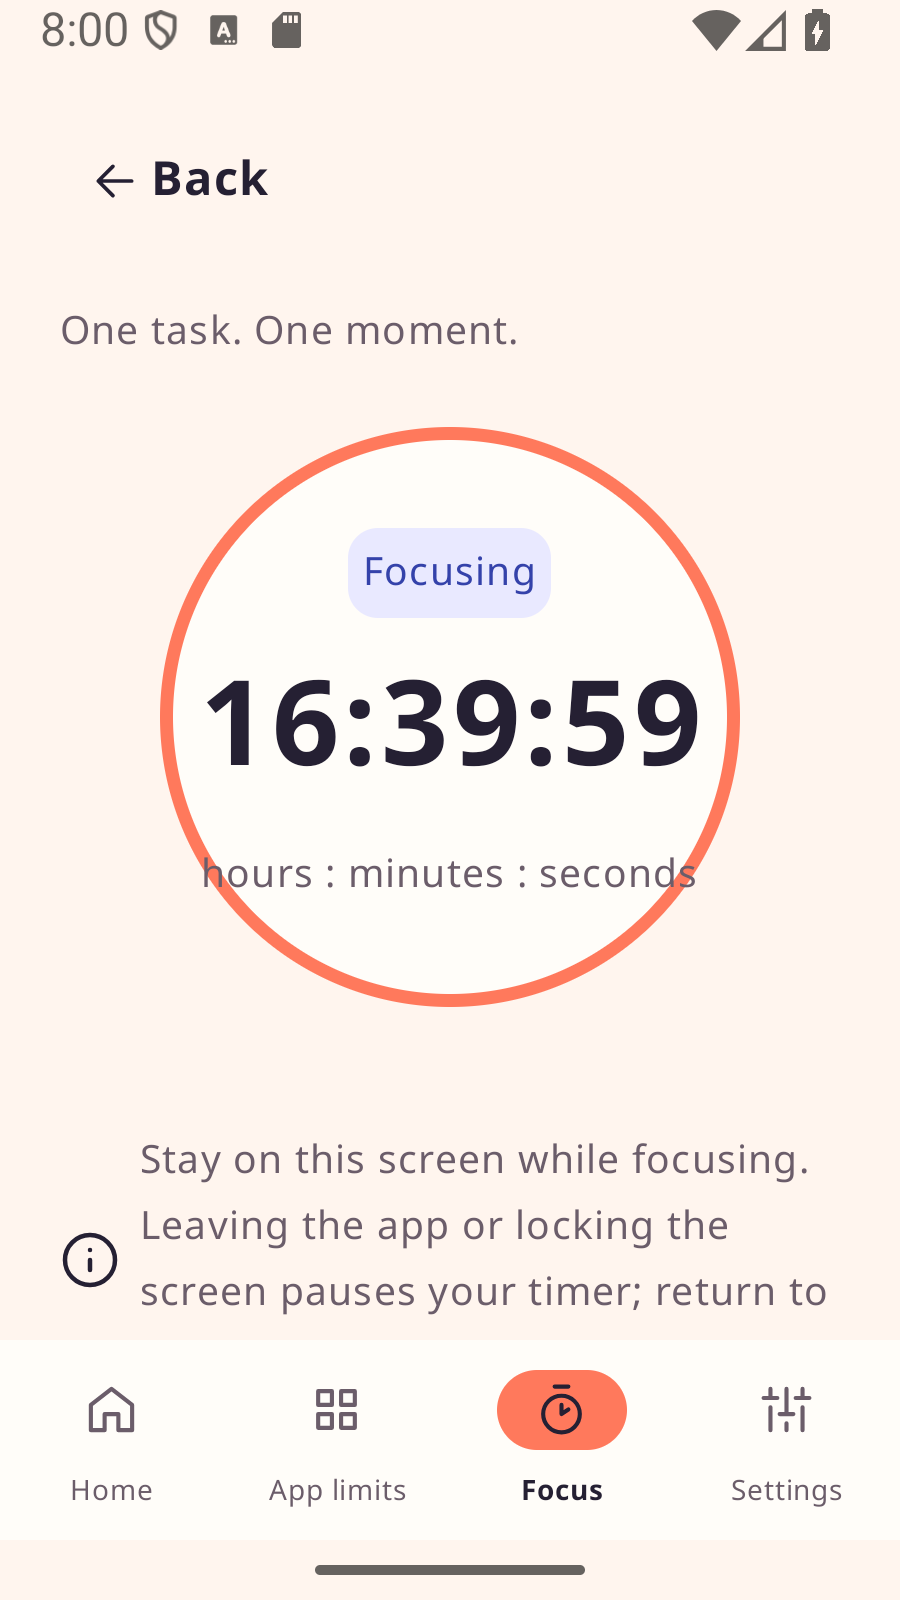 8:00
Back
One task. One moment.
Focusing
16:39:59
hours : minutes : seconds
Stay on this screen while focusing.
Leaving the app or locking the
screen pauses your timer; return to
Home
App limits
Focus
Settings